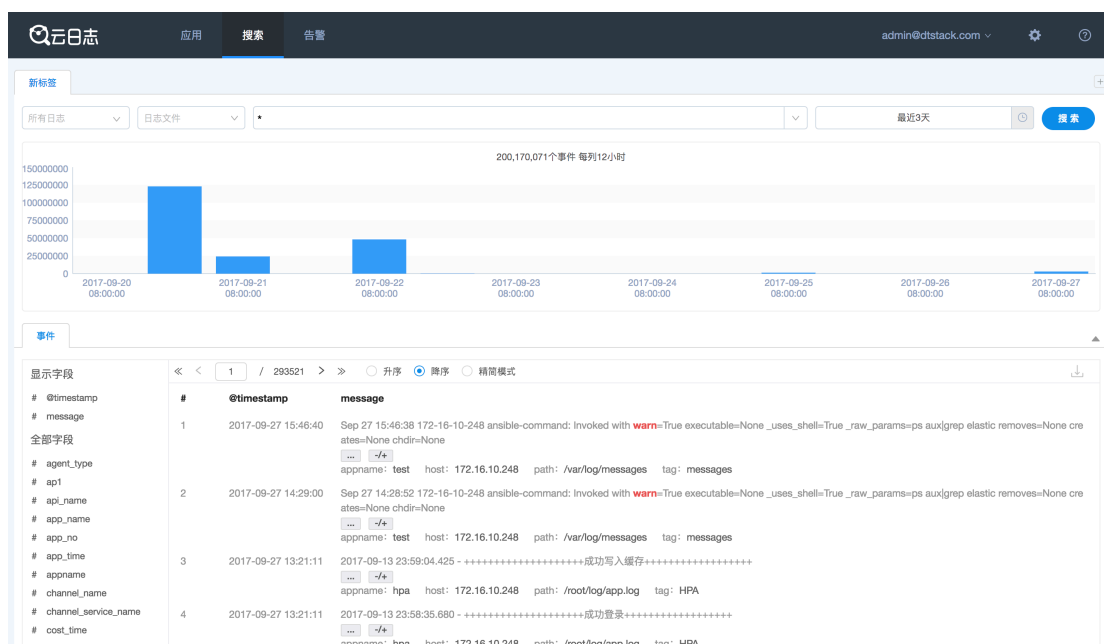 云日志 应用 搜索 告警 admin@dtstack.com
新标签
所有日志 日志文件 * 最近3天 搜索
200,170,071个事件 每列12小时
150000000
125000000
100000000
75000000
50000000
25000000
0
2017-09-20 08:00:00
2017-09-21 08:00:00
2017-09-22 08:00:00
2017-09-23 08:00:00
2017-09-24 08:00:00
2017-09-25 08:00:00
2017-09-26 08:00:00
2017-09-27 08:00:00
事件
显示字段
# @timestamp
# message
全部字段
# agent_type
# ap1
# api_name
# app_name
# app_no
# app_time
# appname
# channel_name
# channel_service_name
# cost_time
« < 1 / 293521 > » 升序 降序 精简模式
# @timestamp message
1 2017-09-27 15:46:40 Sep 27 15:46:38 172-16-10-248 ansible-command: Invoked with warn=True executable=None _uses_shell=True _raw_params=ps aux|grep elastic removes=None cre
ates=None chdir=None
... -/+
appname: test host: 172.16.10.248 path: /var/log/messages tag: messages
2 2017-09-27 14:29:00 Sep 27 14:28:52 172-16-10-248 ansible-command: Invoked with warn=True executable=None _uses_shell=True _raw_params=ps aux|grep elastic removes=None cre
ates=None chdir=None
... -/+
appname: test host: 172.16.10.248 path: /var/log/messages tag: messages
3 2017-09-27 13:21:11 2017-09-13 23:59:04.425 - ++++++++++++++++++++成功写入缓存++++++++++++++++++
... -/+
appname: hpa host: 172.16.10.248 path: /root/log/app.log tag: HPA
4 2017-09-27 13:21:11 2017-09-13 23:58:35.680 - ++++++++++++++++++++成功登录++++++++++++++++++
... -/+
appname: hpa host: 172.16.10.248 path: /root/log/app.log tag: HPA